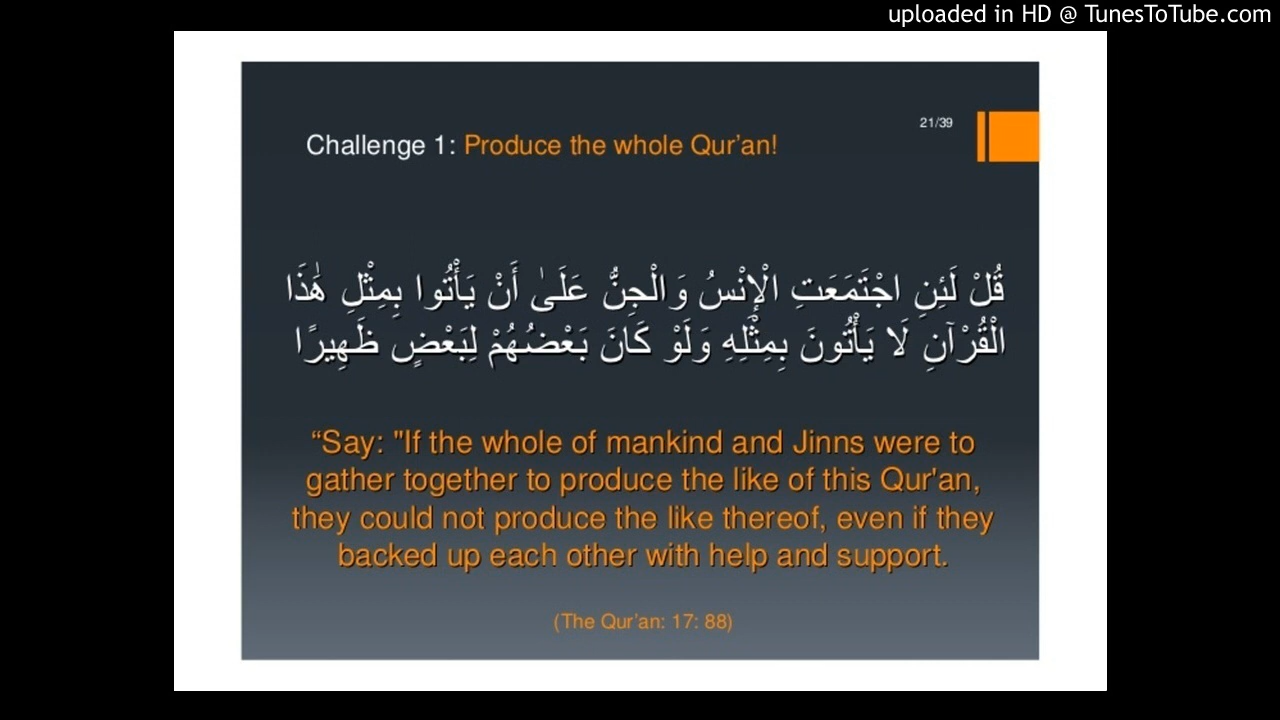 uploaded in HD @ TunesToTube.com
21/39
Challenge 1: Produce the whole Qur’an!
قُلْ لَئِنِ اجْتَمَعَتِ الْإِنْسُ وَالْجِنُّ عَلَىٰ أَنْ يَأْتُوا بِمِثْلِ هَٰذَا
الْقُرْآنِ لَا يَأْتُونَ بِمِثْلِهِ وَلَوْ كَانَ بَعْضُهُمْ لِبَعْضٍ ظَهِيرًا
“Say: "If the whole of mankind and Jinns were to
gather together to produce the like of this Qur'an,
they could not produce the like thereof, even if they
backed up each other with help and support.
(The Qur’an: 17: 88)